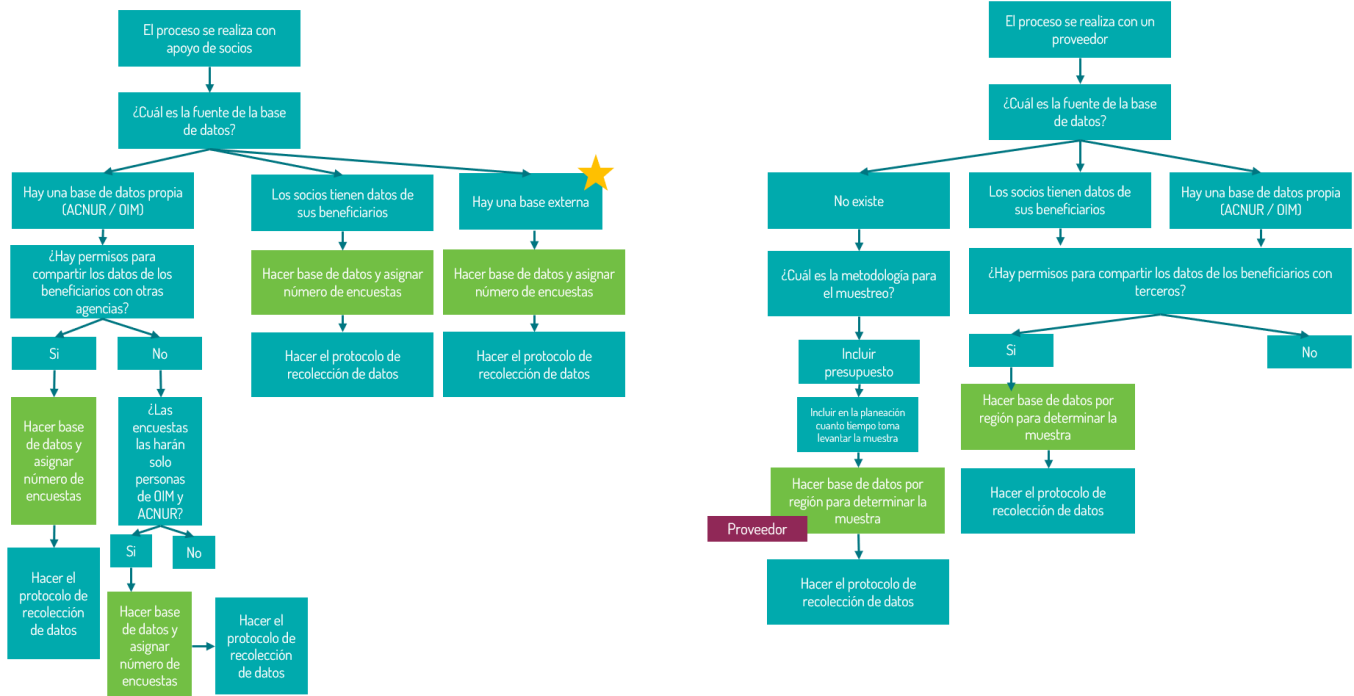 El proceso se realiza con
apoyo de socios
¿Cuál es la fuente de la base
de datos?
Hay una base de datos propia
(ACNUR / OIM)
Los socios tienen datos de
sus beneficiarios
Hay una base externa
¿Hay permisos para
compartir los datos de los
beneficiarios con otras
agencias?
Hacer base de datos y asignar
número de encuestas
Hacer base de datos y asignar
número de encuestas
Si
No
Hacer el protocolo de
recolección de datos
Hacer el protocolo de
recolección de datos
Hacer base
de datos y
asignar
número de
encuestas
¿Las
encuestas
las harán
solo
personas
de OIM y
ACNUR?
Si
No
Hacer el
protocolo de
recolección
de datos
Hacer base
de datos y
asignar
número de
encuestas
Hacer el
protocolo de
recolección
de datos
El proceso se realiza con un
proveedor
¿Cuál es la fuente de la base
de datos?
No existe
Los socios tienen datos de
sus beneficiarios
Hay una base de datos propia
(ACNUR / OIM)
¿Cuál es la metodología para
el muestreo?
¿Hay permisos para compartir los datos de los beneficiarios con
terceros?
Incluir
presupuesto
Si
No
Incluir en la planeación
cuanto tiempo toma
levantar la muestra
Hacer base de datos por
región para determinar la
muestra
Hacer base de datos por
región para determinar la
muestra
Proveedor
Hacer el protocolo de
recolección de datos
Hacer el protocolo de
recolección de datos